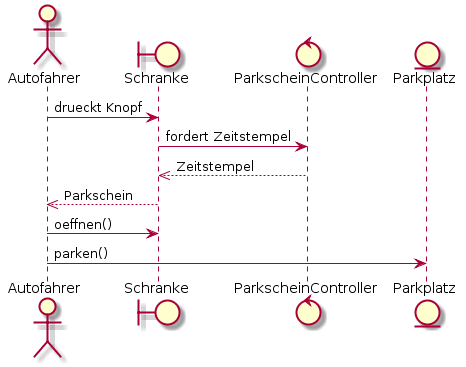 Autofahrer Schranke ParkscheinController Parkplatz
drueckt Knopf
fordert Zeitstempel
Zeitstempel
Parkschein
oeffnen()
parken()
Autofahrer Schranke ParkscheinController Parkplatz